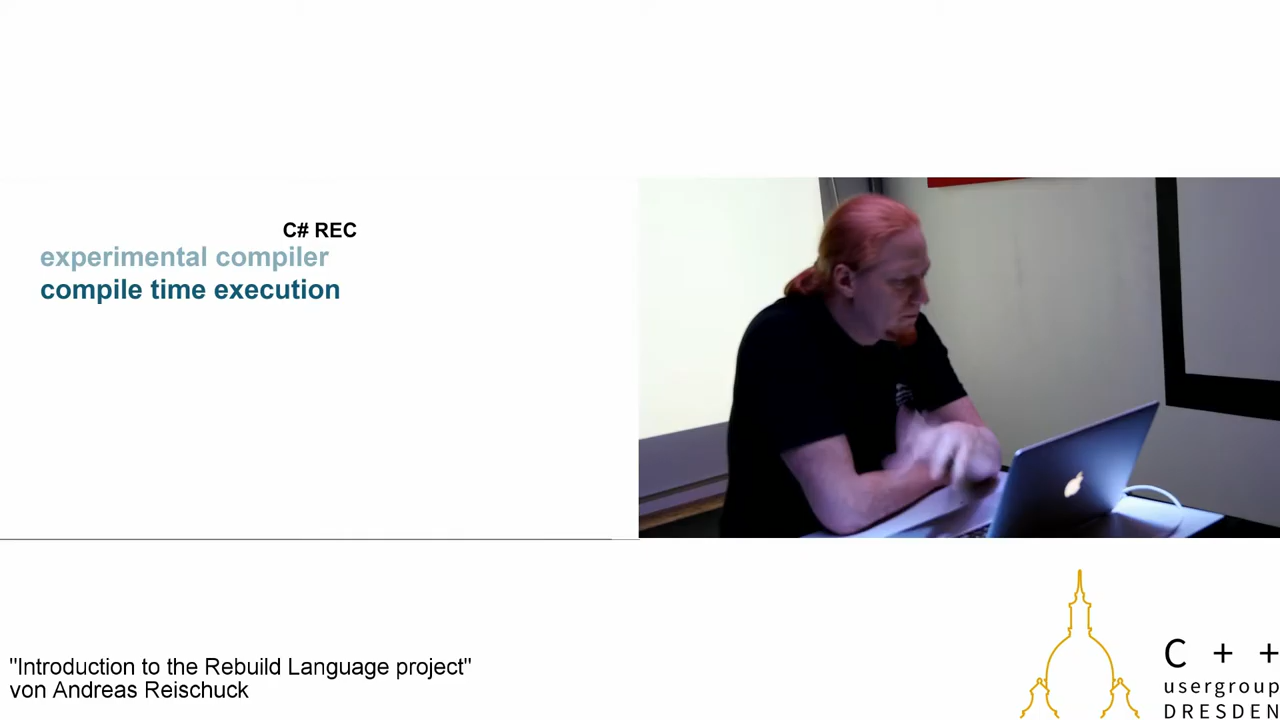 C# REC
experimental compiler
compile time execution
"Introduction to the Rebuild Language project"
von Andreas Reischuck
C + +
usergroup
DRESDEN